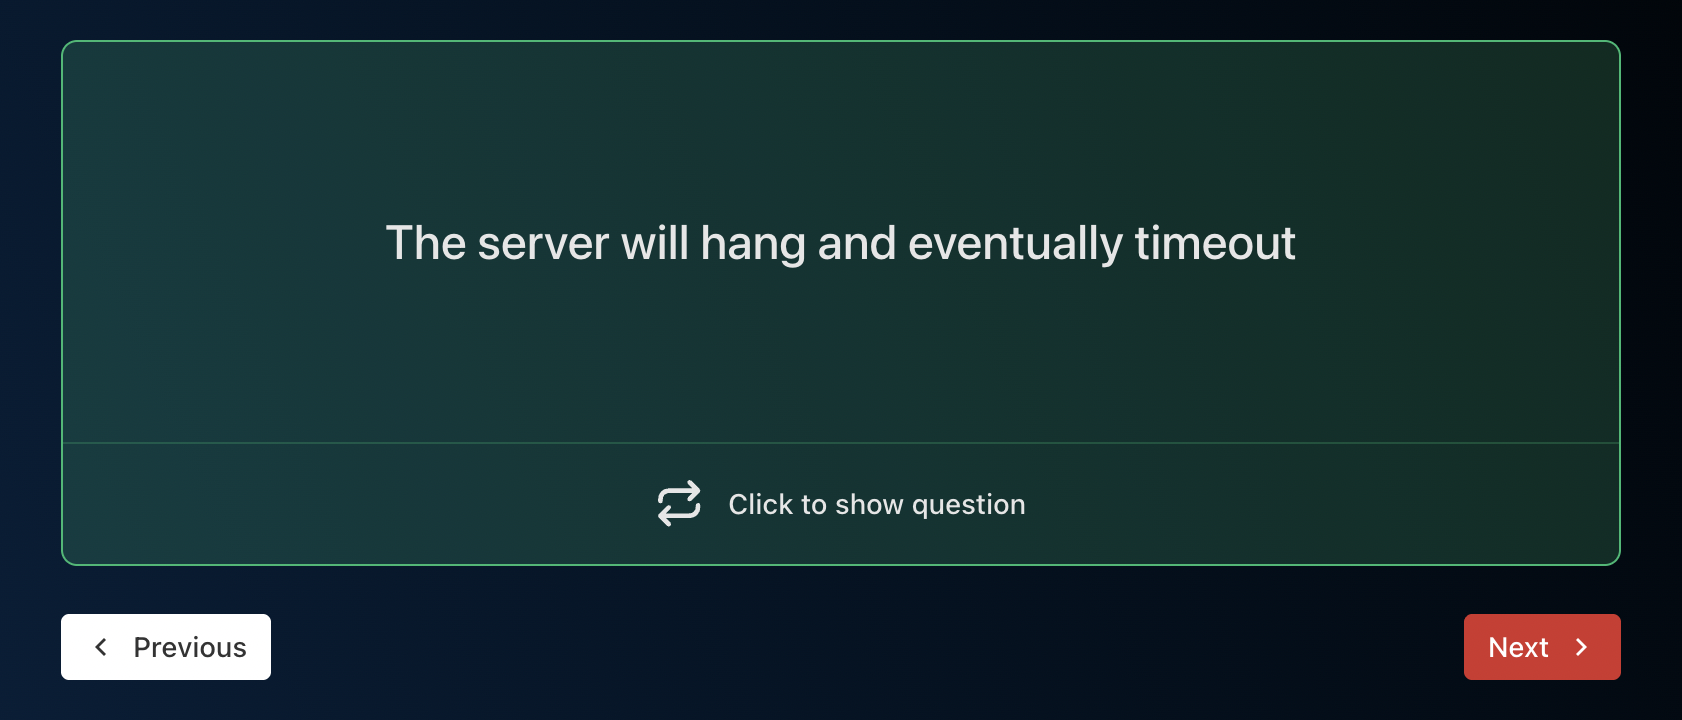 The server will hang and eventually timeout
Click to show question
Previous
Next